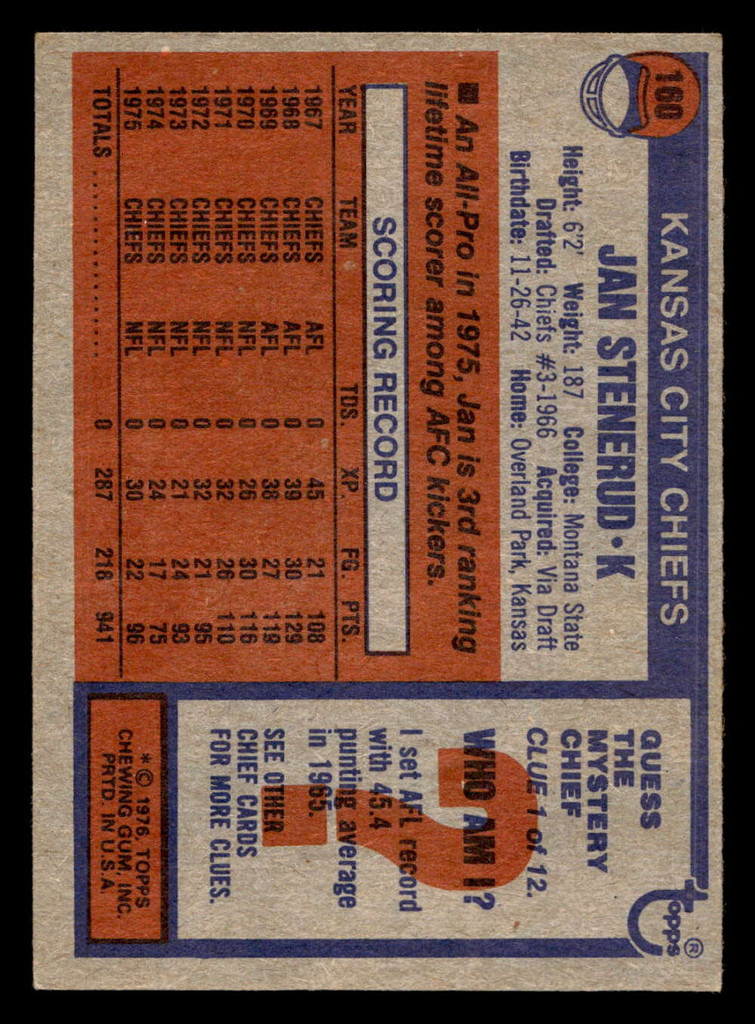 160
KANSAS CITY CHIEFS
JAN STENERUD • K
Height: 6'2' Weight: 187 College: Montana State
Drafted: Chiefs #3-1966 Acquired: Via Draft
Birthdate: 11-26-42 Home: Overland Park, Kansas
■ An All-Pro in 1975, Jan is 3rd ranking
lifetime scorer among AFC kickers.
SCORING RECORD
YEAR TEAM TDS. XP. FG. PTS.
1967 CHIEFS AFL 0 45 21 108
1968 CHIEFS AFL 0 39 30 129
1969 CHIEFS AFL 0 38 27 119
1970 CHIEFS NFL 0 26 30 116
1971 CHIEFS NFL 0 32 26 110
1972 CHIEFS NFL 0 32 21 95
1973 CHIEFS NFL 0 21 24 93
1974 CHIEFS NFL 0 24 17 75
1975 CHIEFS NFL 0 30 22 96
TOTALS .......................... 0 287 218 941
topps®
GUESS
THE
MYSTERY
CHIEF
CLUE 1 of 12.
?
WHO AM I?
I set AFL record
with 45.4
punting average
in 1965.
SEE OTHER
CHIEF CARDS
FOR MORE CLUES.
* © 1976, TOPPS
CHEWING GUM, INC.
PRTD. IN U.S.A.